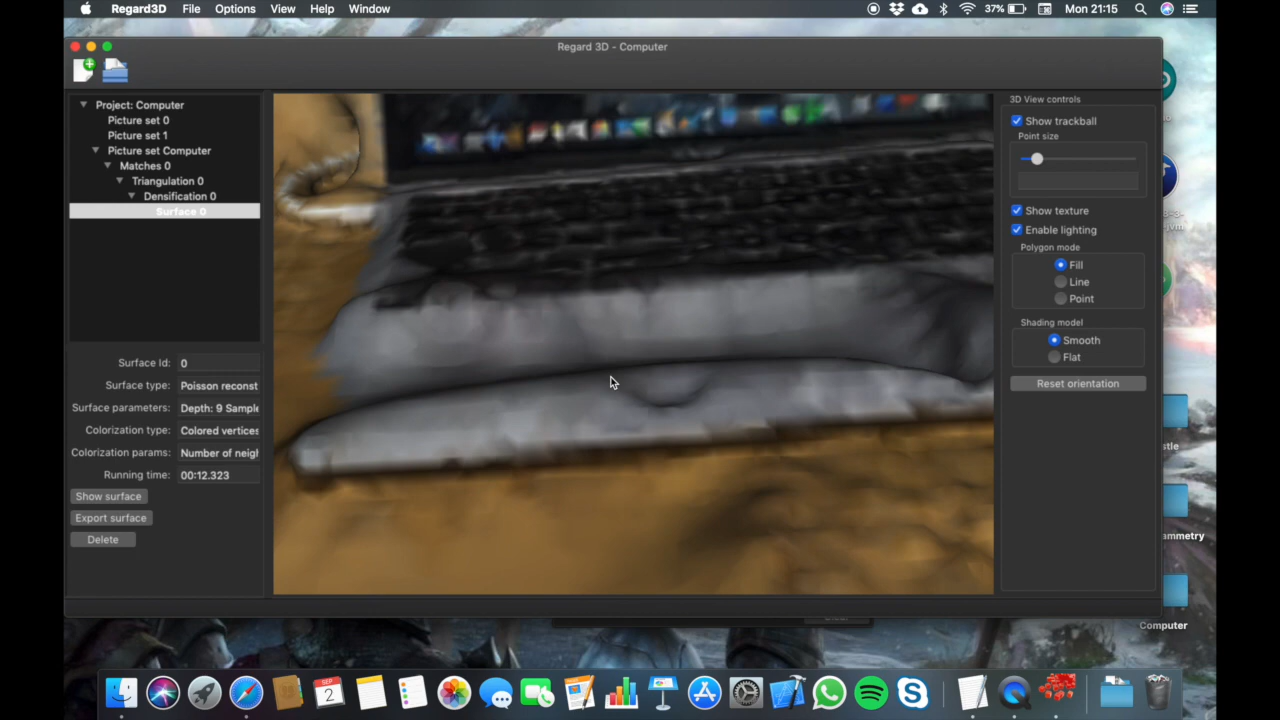 Regard3D File Options View Help Window 37% Mon 21:15
Regard 3D - Computer
Project: Computer
Picture set 0
Picture set 1
Picture set Computer
Matches 0
Triangulation 0
Densification 0
Surface 0
Surface Id: 0
Surface type: Poisson reconst
Surface parameters: Depth: 9 Sample
Colorization type: Colored vertices
Colorization params: Number of neigh
Running time: 00:12.323
Show surface
Export surface
Delete
3D View controls
Show trackball
Point size
Show texture
Enable lighting
Polygon mode
Fill
Line
Point
Shading model
Smooth
Flat
Reset orientation
stle
ammetry
Computer
SEP
2